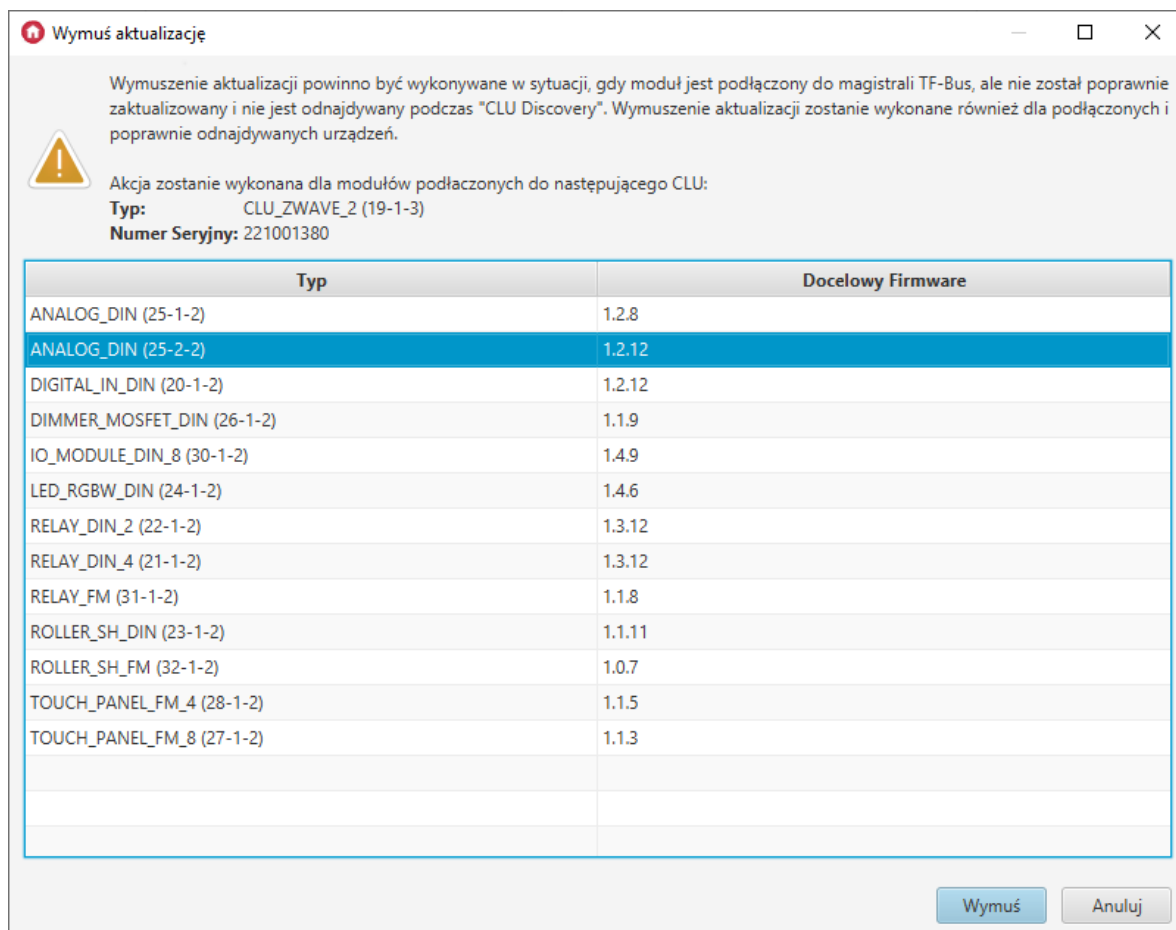 Wymuś aktualizację
Wymuszenie aktualizacji powinno być wykonywane w sytuacji, gdy moduł jest podłączony do magistrali TF-Bus, ale nie został poprawnie
zaktualizowany i nie jest odnajdywany podczas "CLU Discovery". Wymuszenie aktualizacji zostanie wykonane również dla podłączonych i
poprawnie odnajdywanych urządzeń.
Akcja zostanie wykonana dla modułów podłaczonych do następującego CLU:
Typ: CLU_ZWAVE_2 (19-1-3)
Numer Seryjny: 221001380
Typ Docelowy Firmware
ANALOG_DIN (25-1-2) 1.2.8
ANALOG_DIN (25-2-2) 1.2.12
DIGITAL_IN_DIN (20-1-2) 1.2.12
DIMMER_MOSFET_DIN (26-1-2) 1.1.9
IO_MODULE_DIN_8 (30-1-2) 1.4.9
LED_RGBW_DIN (24-1-2) 1.4.6
RELAY_DIN_2 (22-1-2) 1.3.12
RELAY_DIN_4 (21-1-2) 1.3.12
RELAY_FM (31-1-2) 1.1.8
ROLLER_SH_DIN (23-1-2) 1.1.11
ROLLER_SH_FM (32-1-2) 1.0.7
TOUCH_PANEL_FM_4 (28-1-2) 1.1.5
TOUCH_PANEL_FM_8 (27-1-2) 1.1.3
Wymuś Anuluj